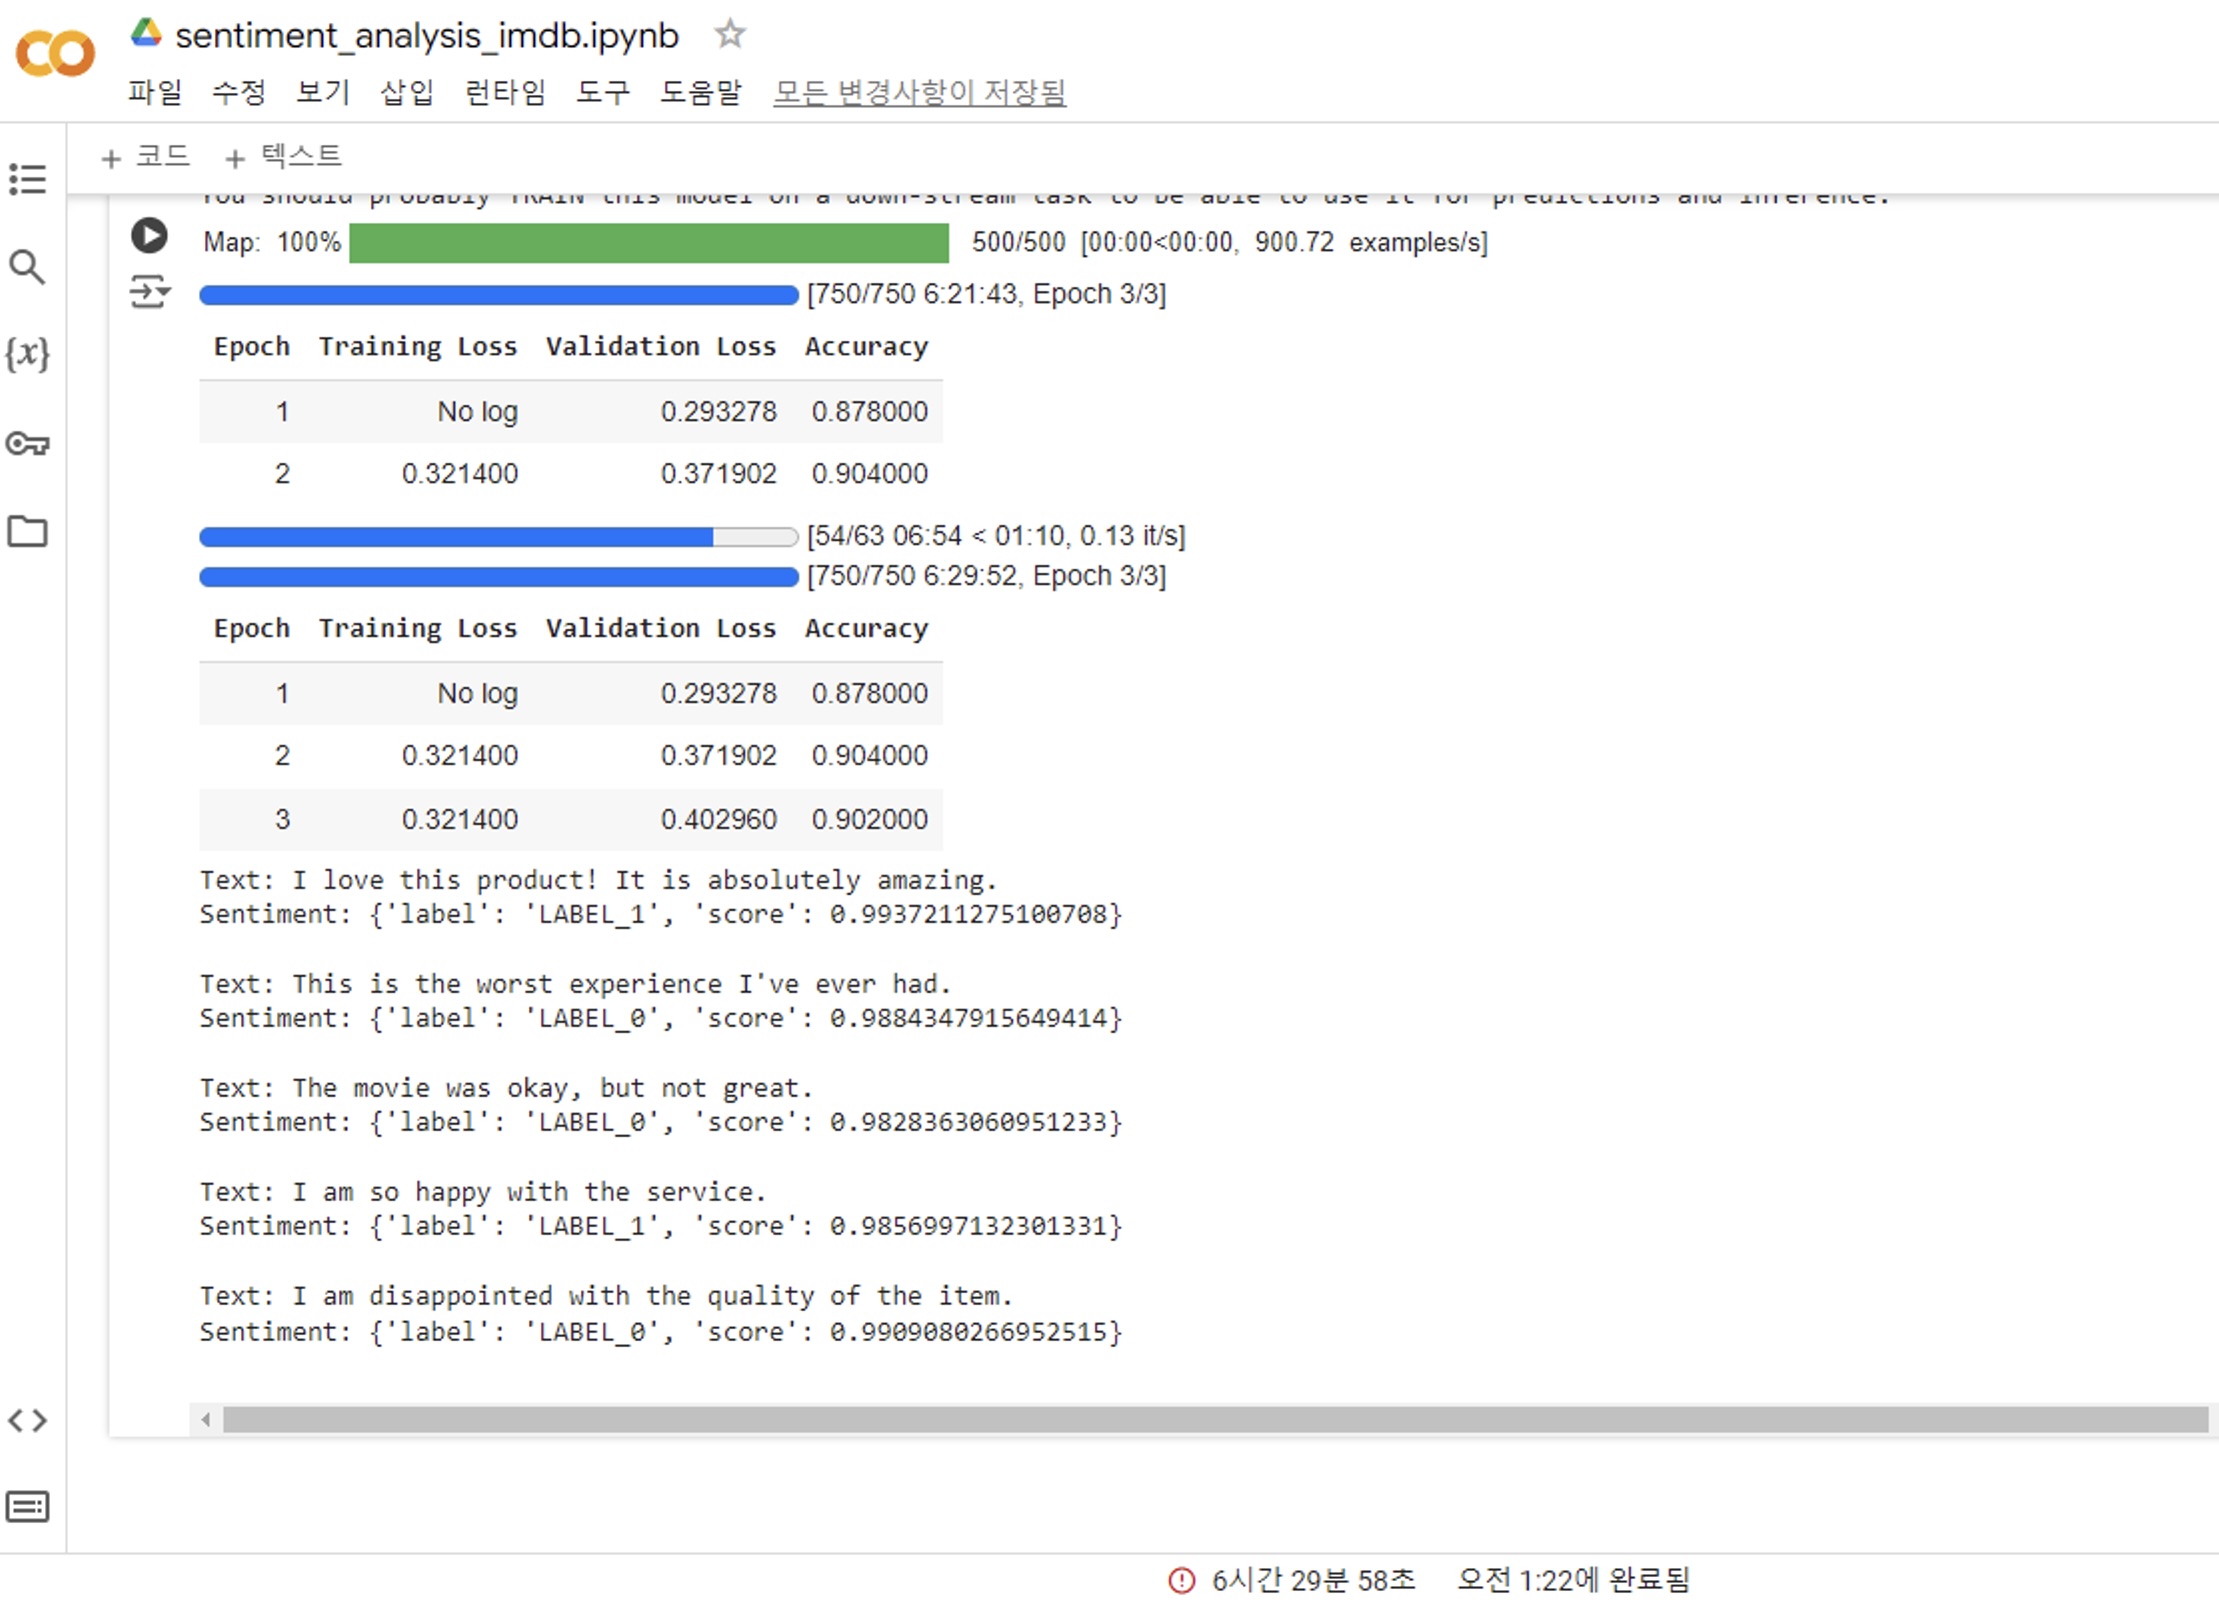 sentiment_analysis_imdb.ipynb
파일 수정 보기 삽입 런타임 도구 도움말 모든 변경사항이 저장됨
+ 코드 + 텍스트
You should probably TRAIN this model on a down-stream task to be able to use it for predictions and inference.
Map: 100% 500/500 [00:00<00:00, 900.72 examples/s]
[750/750 6:21:43, Epoch 3/3]
Epoch Training Loss Validation Loss Accuracy
1 No log 0.293278 0.878000
2 0.321400 0.371902 0.904000
[54/63 06:54 < 01:10, 0.13 it/s]
[750/750 6:29:52, Epoch 3/3]
Epoch Training Loss Validation Loss Accuracy
1 No log 0.293278 0.878000
2 0.321400 0.371902 0.904000
3 0.321400 0.402960 0.902000
Text: I love this product! It is absolutely amazing.
Sentiment: {'label': 'LABEL_1', 'score': 0.9937211275100708}
Text: This is the worst experience I've ever had.
Sentiment: {'label': 'LABEL_0', 'score': 0.9884347915649414}
Text: The movie was okay, but not great.
Sentiment: {'label': 'LABEL_0', 'score': 0.9828363060951233}
Text: I am so happy with the service.
Sentiment: {'label': 'LABEL_1', 'score': 0.9856997132301331}
Text: I am disappointed with the quality of the item.
Sentiment: {'label': 'LABEL_0', 'score': 0.9909080266952515}
6시간 29분 58초 오전 1:22에 완료됨